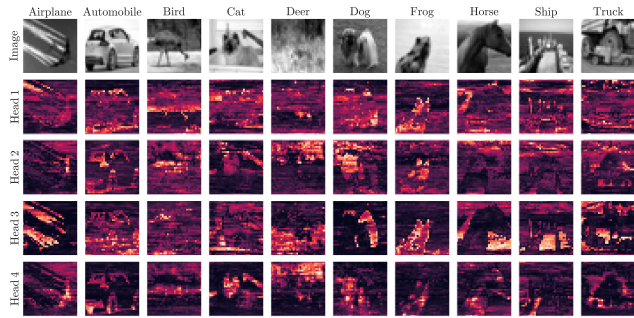 Airplane Automobile Bird Cat Deer Dog Frog Horse Ship Truck
Image
Head 1
Head 2
Head 3
Head 4